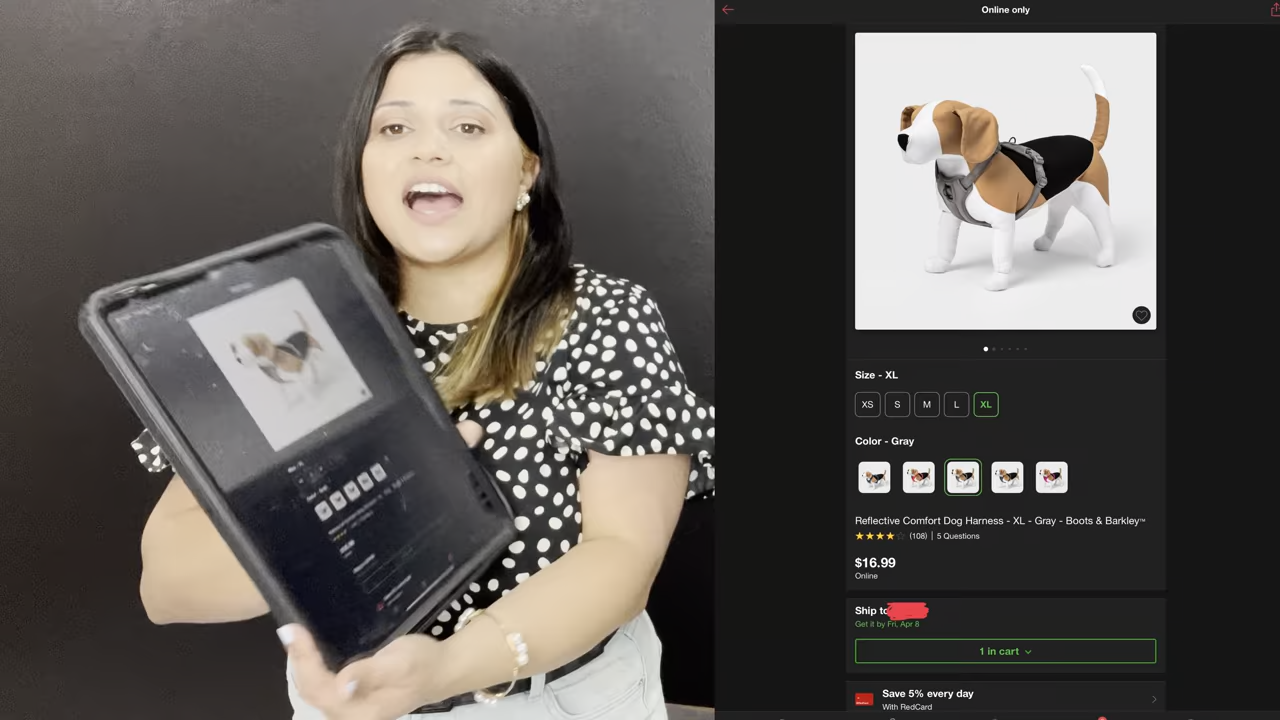 Online only
Size - XL
XS S M L XL
Color - Gray
Reflective Comfort Dog Harness - XL - Gray - Boots & Barkley™
(108) | 5 Questions
$16.99
Online
Ship to
Get it by Fri, Apr 8
1 in cart
Save 5% every day
With RedCard